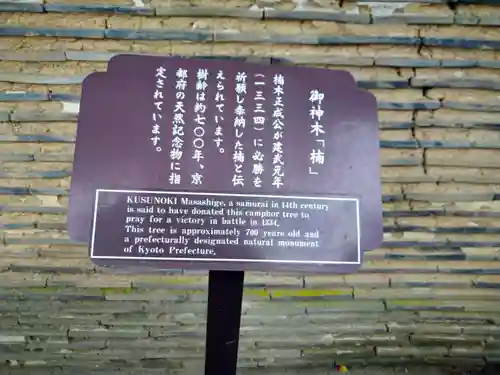 御神木「楠」
楠木正成公が建武元年
(一三三四)に必勝を
祈願し奉納した楠と伝
えられています。
樹齢は約七〇〇年、京
都府の天然記念物に指
定されています。
KUSUNOKI Masashige, a samurai in 14th century
is said to have donated this camphor tree to
pray for a victory in battle in 1334.
This tree is approximately 700 years old and
a prefecturally designated natural monument
of Kyoto Prefecture.